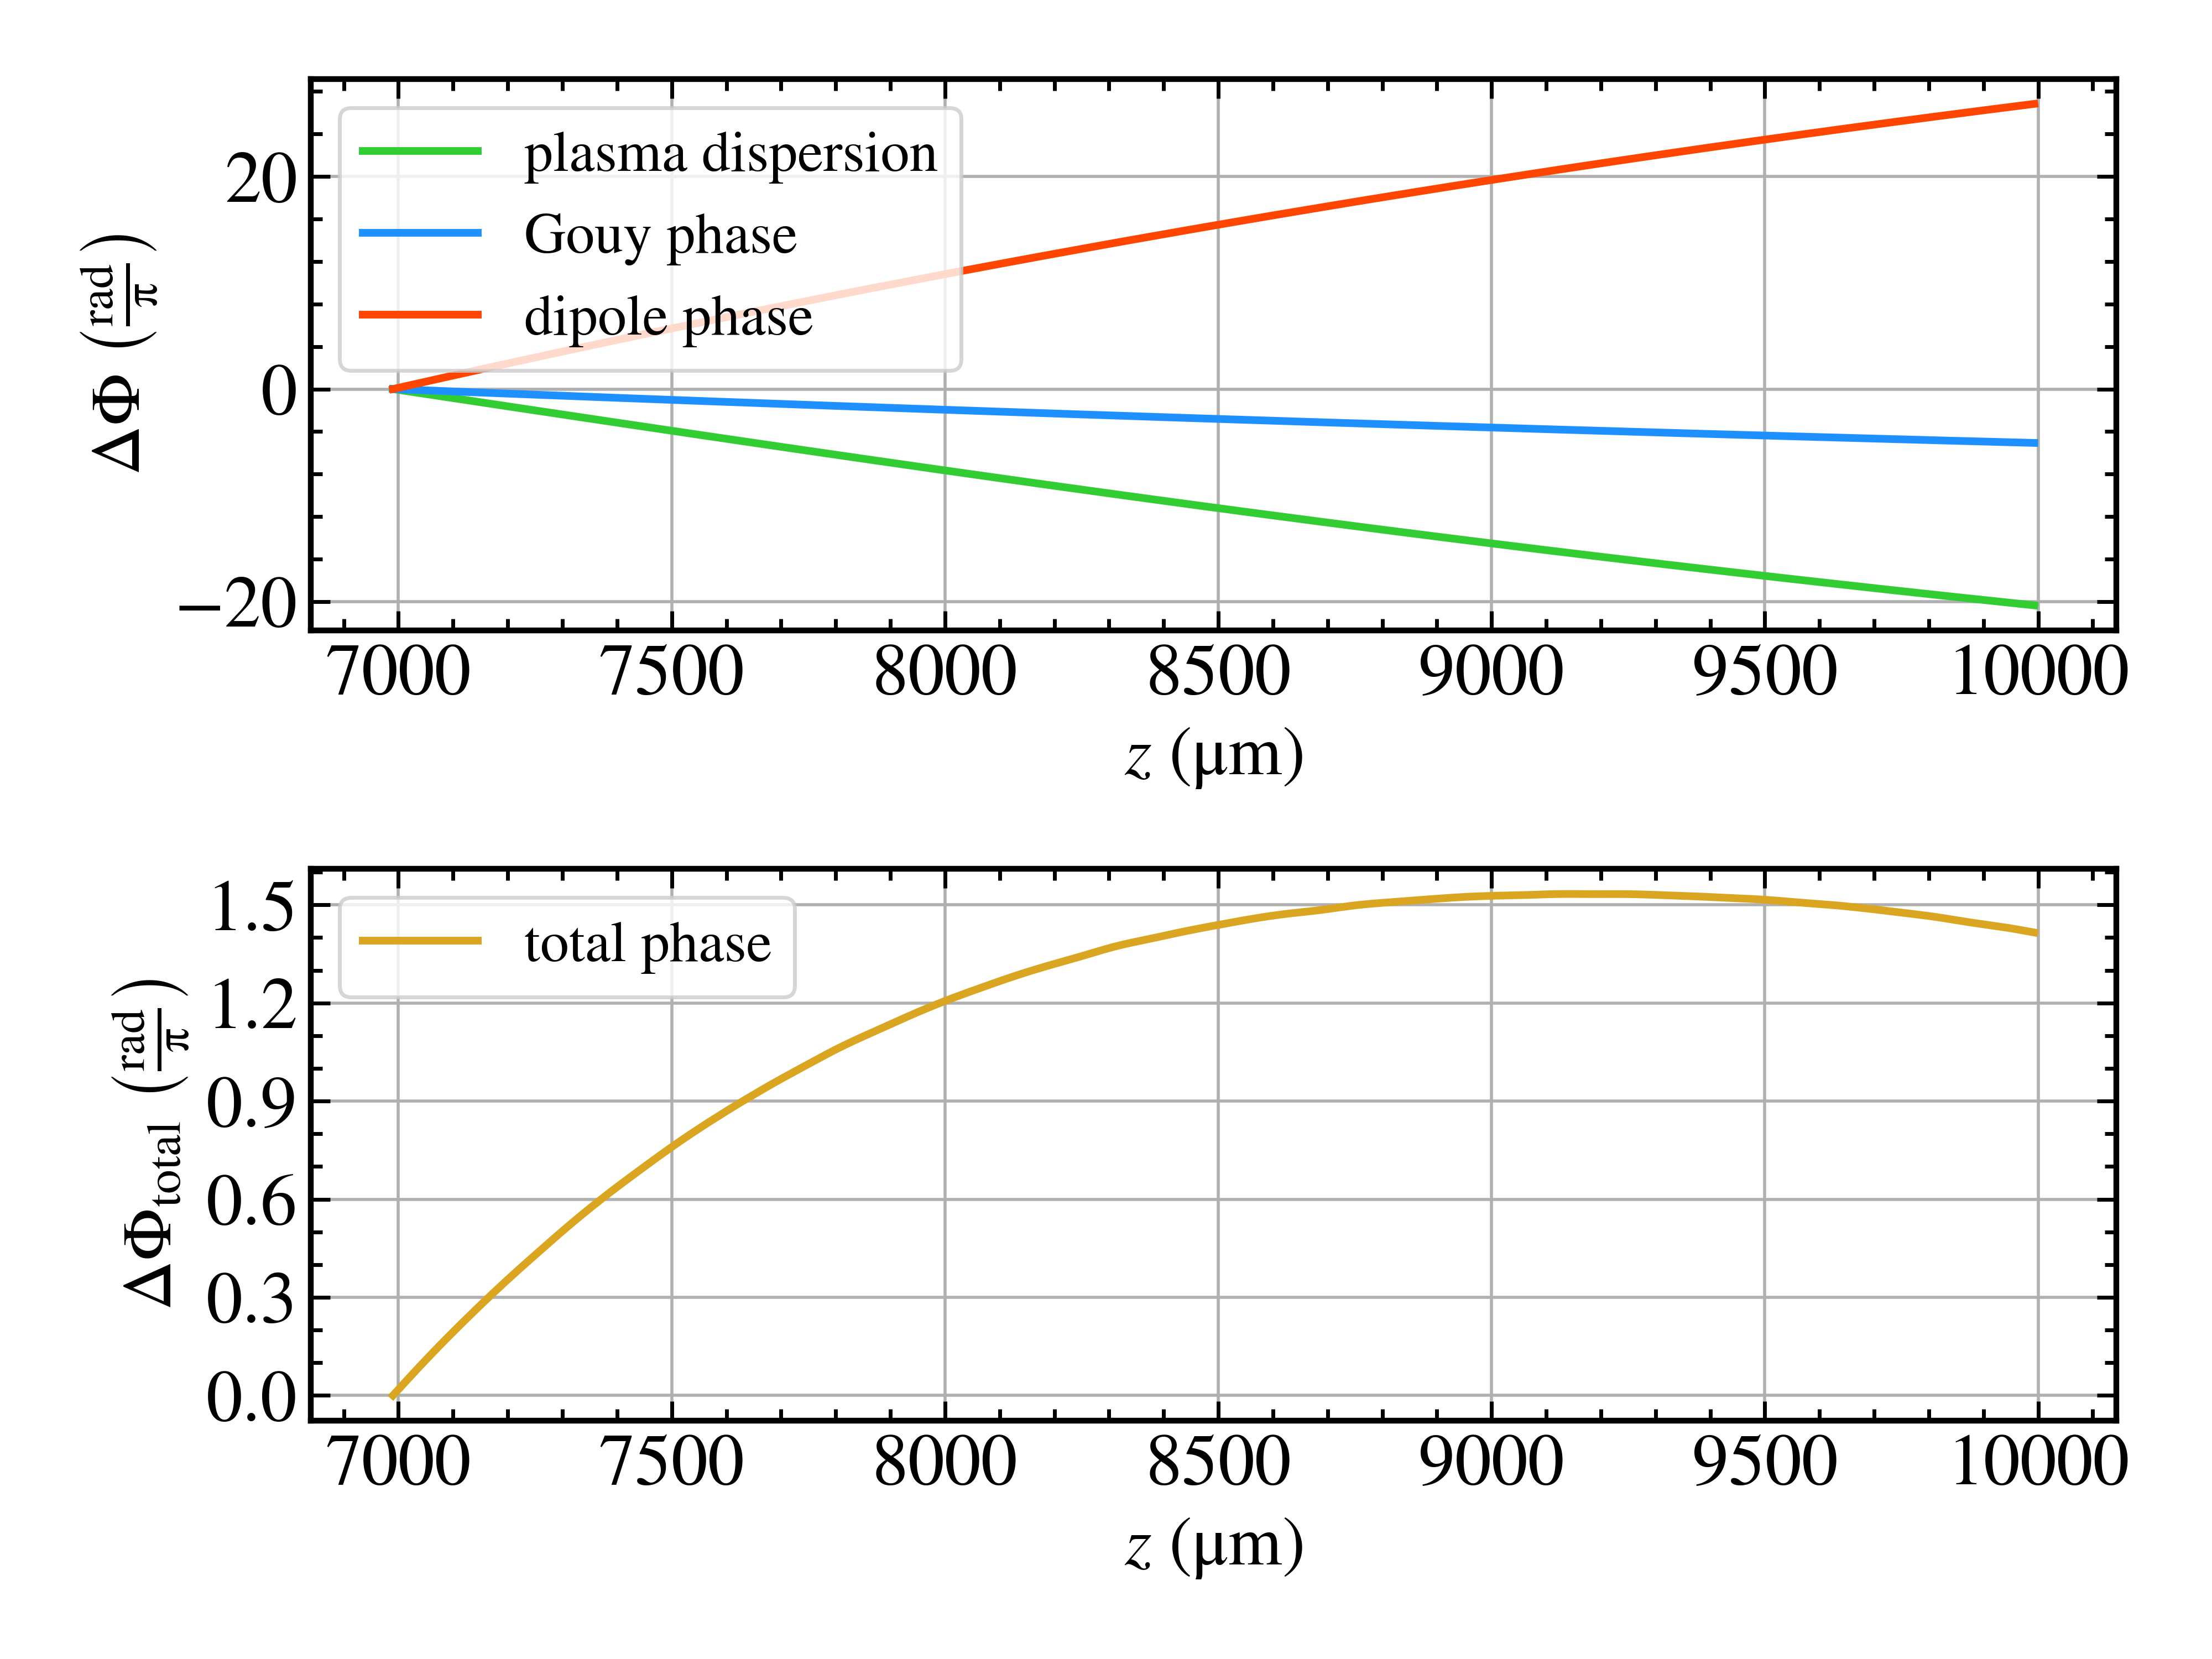 ΔΦ (rad/π)
20
0
−20
plasma dispersion
Gouy phase
dipole phase
7000 7500 8000 8500 9000 9500 10000
z (μm)
ΔΦtotal (rad/π)
1.5
1.2
0.9
0.6
0.3
0.0
total phase
7000 7500 8000 8500 9000 9500 10000
z (μm)